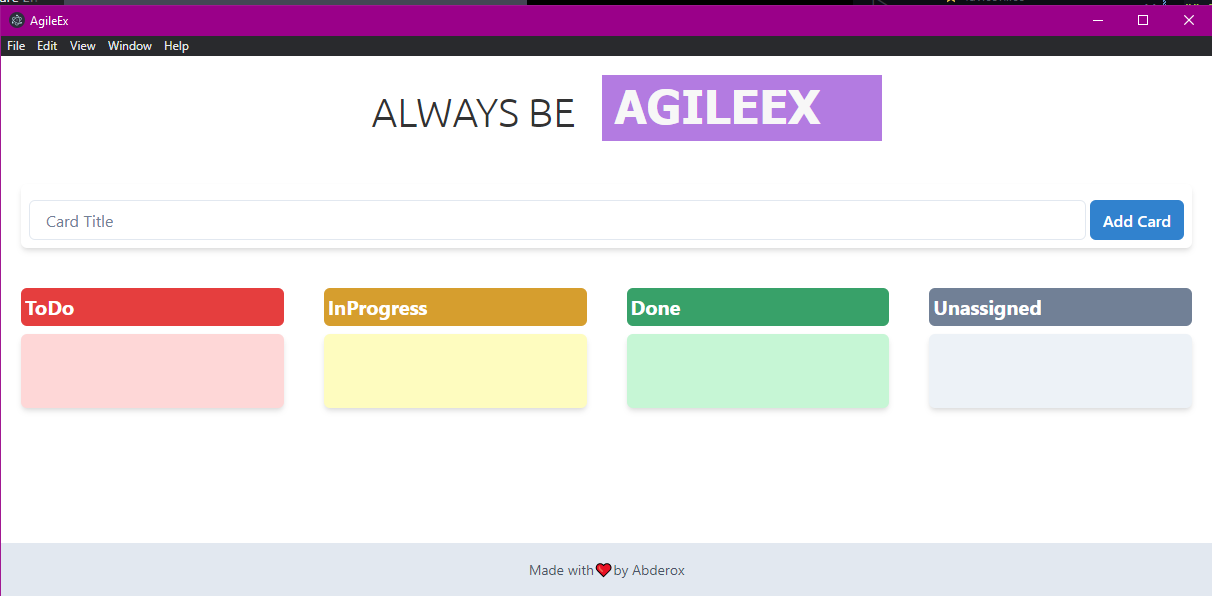 AgileEx
File Edit View Window Help
ALWAYS BE AGILEEX
Card Title Add Card
ToDo InProgress Done Unassigned
Made with❤️by Abderox